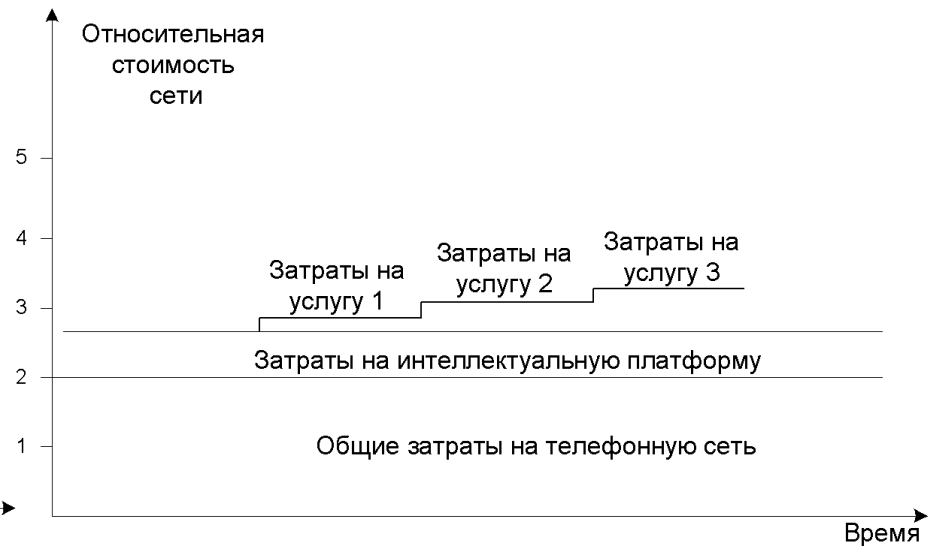 Относительная
стоимость
сети
5
4
3
2
1
Затраты на
услугу 1
Затраты на
услугу 2
Затраты на
услугу 3
Затраты на интеллектуальную платформу
Общие затраты на телефонную сеть
Время